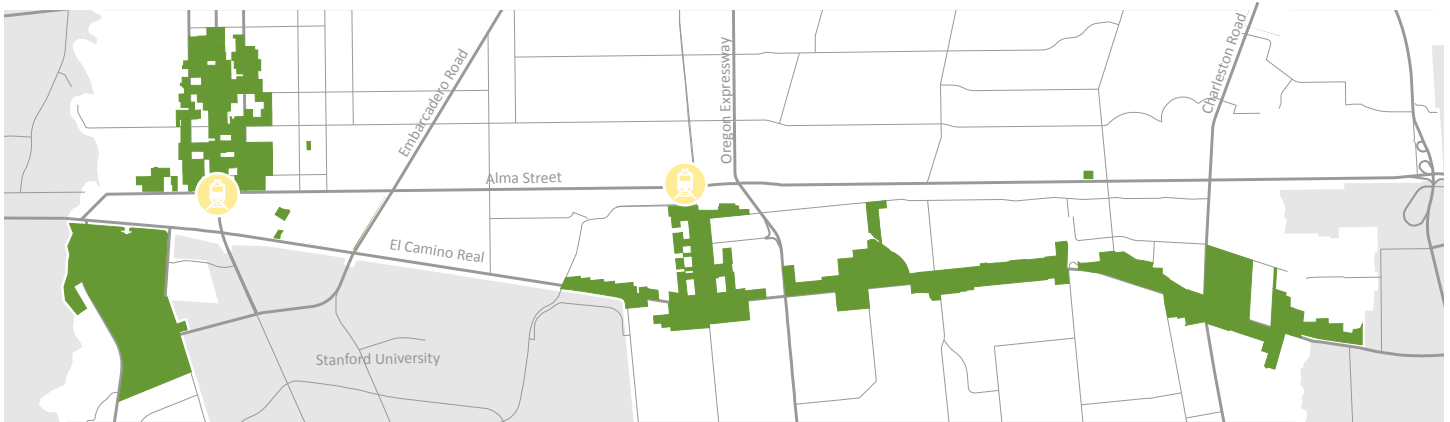 Embarcadero Road
Oregon Expressway
Charleston Road
Alma Street
El Camino Real
Stanford University